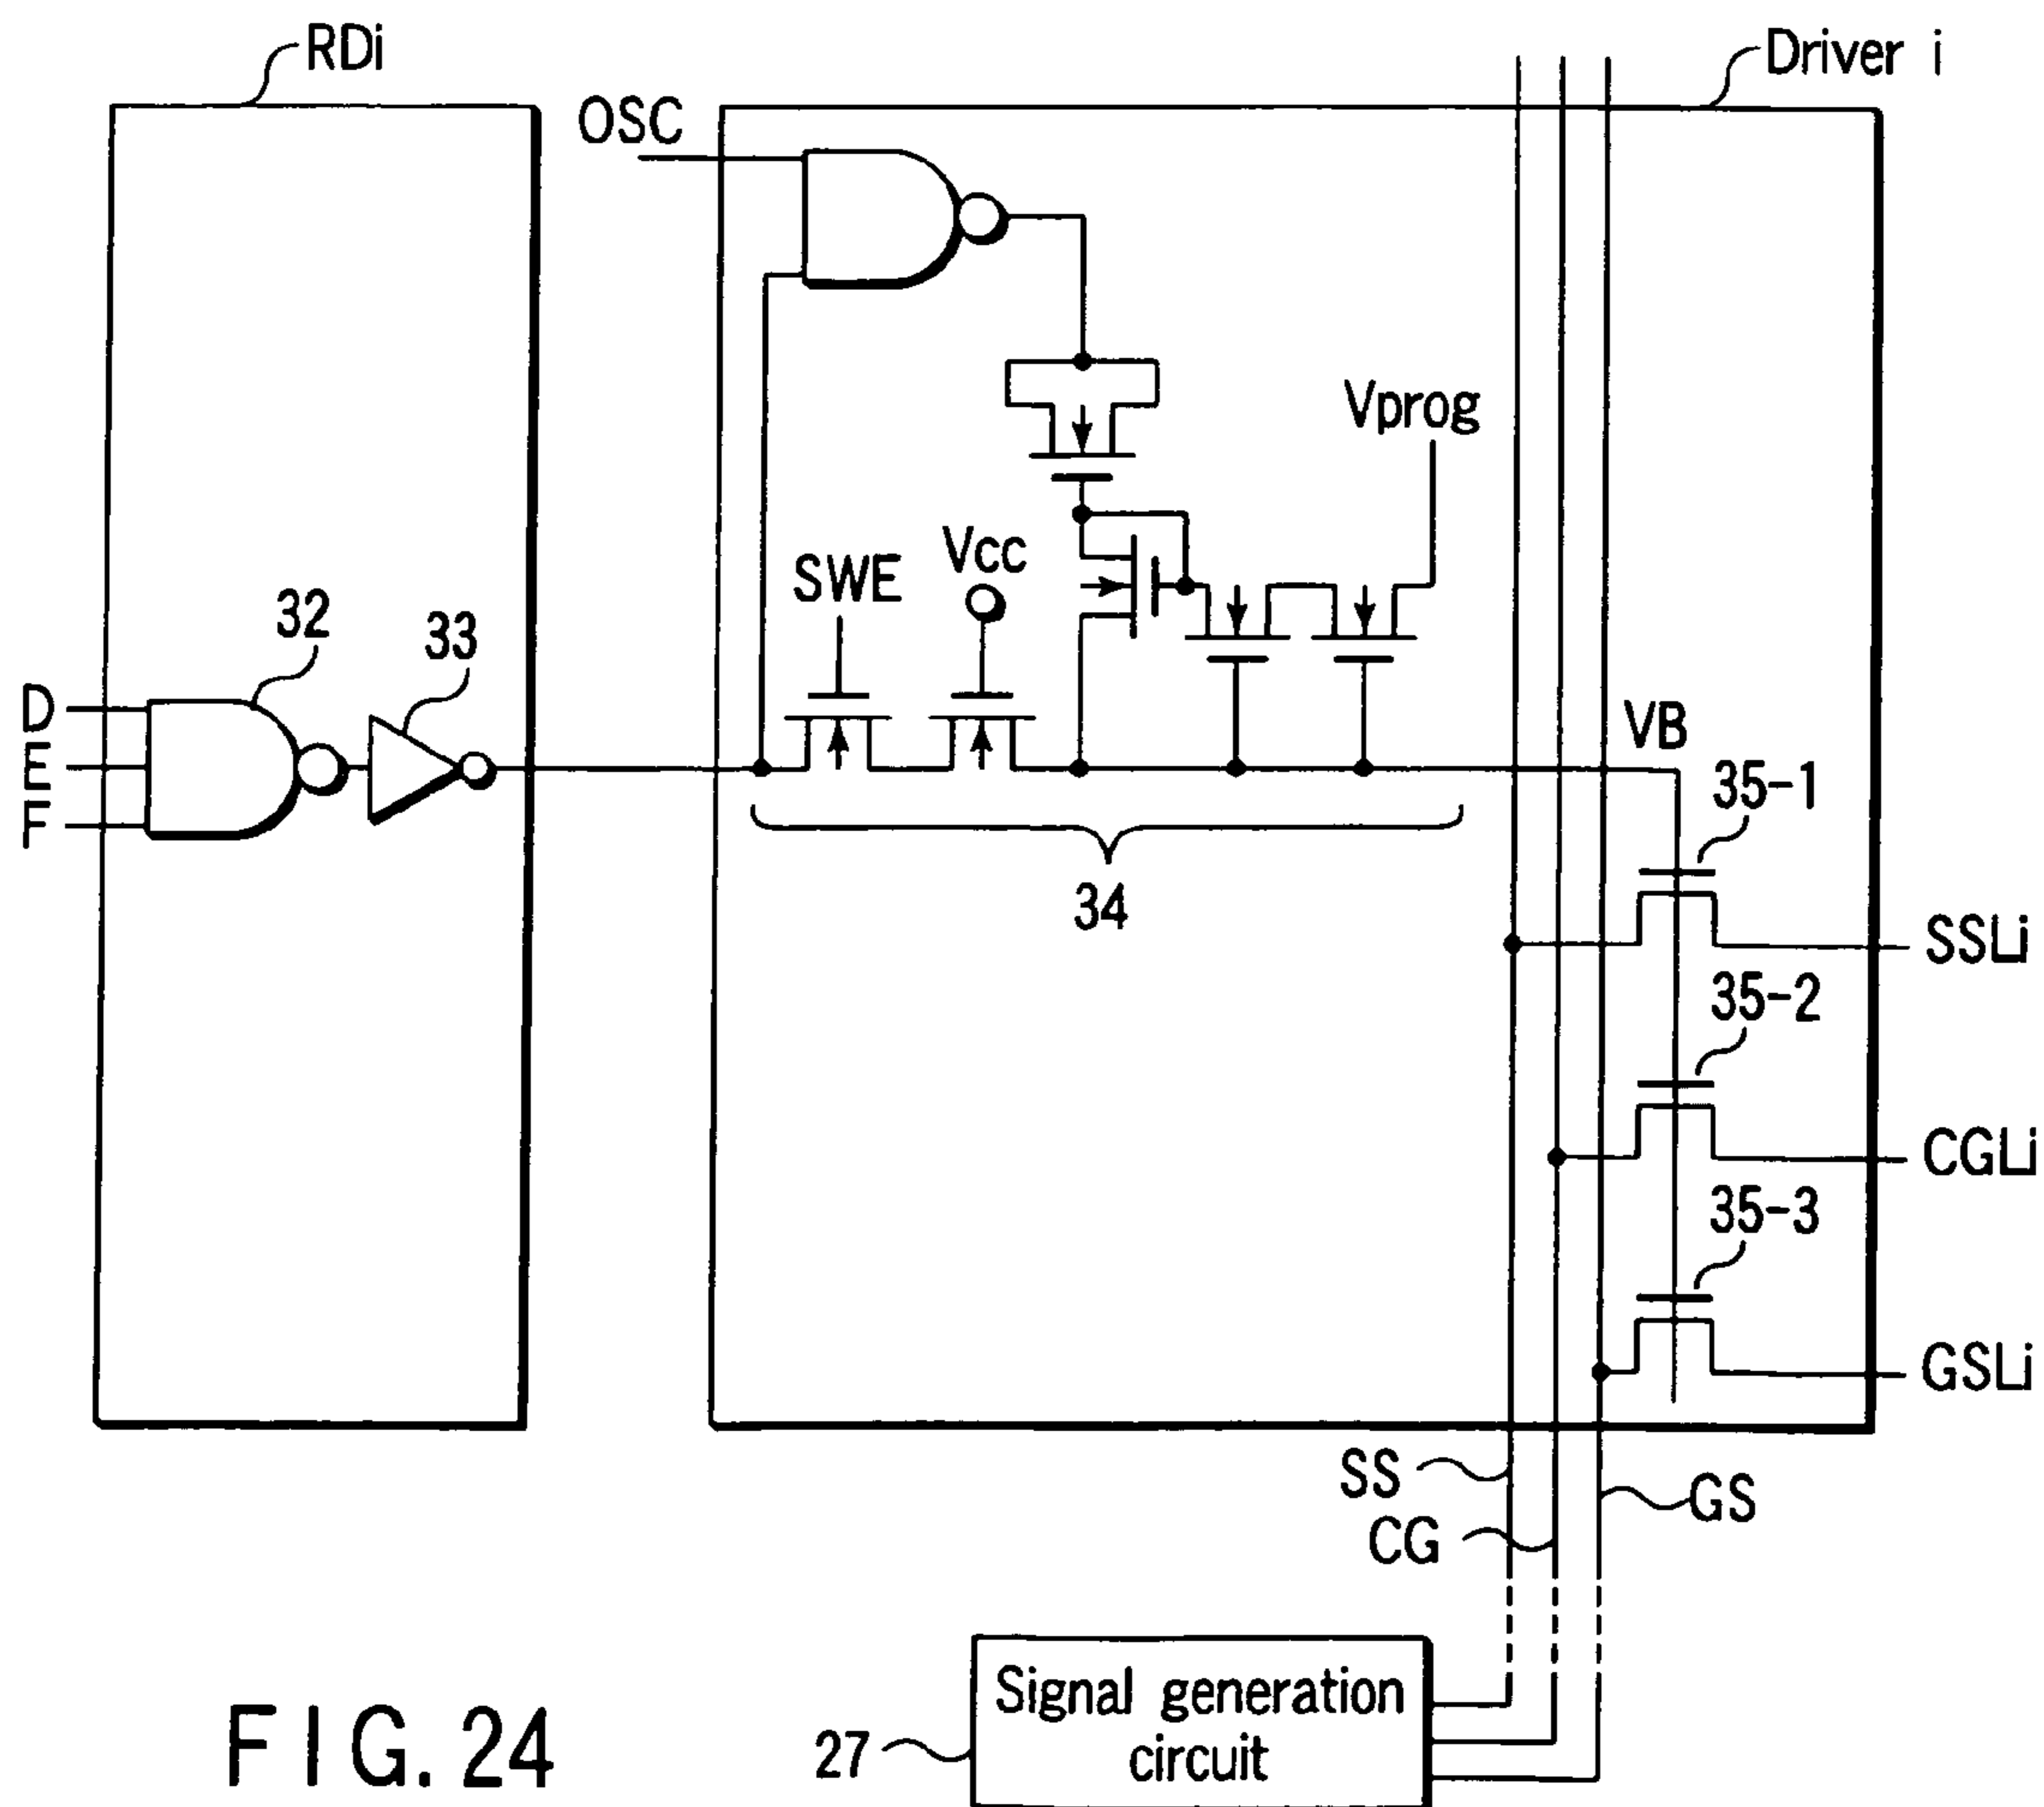 RDi
Driver i
OSC
Vprog
Vcc
SWE
32
33
D
E
F
VB
35-1
34
SSLi
35-2
CGLi
35-3
GSLi
SS
GS
CG
Signal generation
circuit
27
FIG. 24